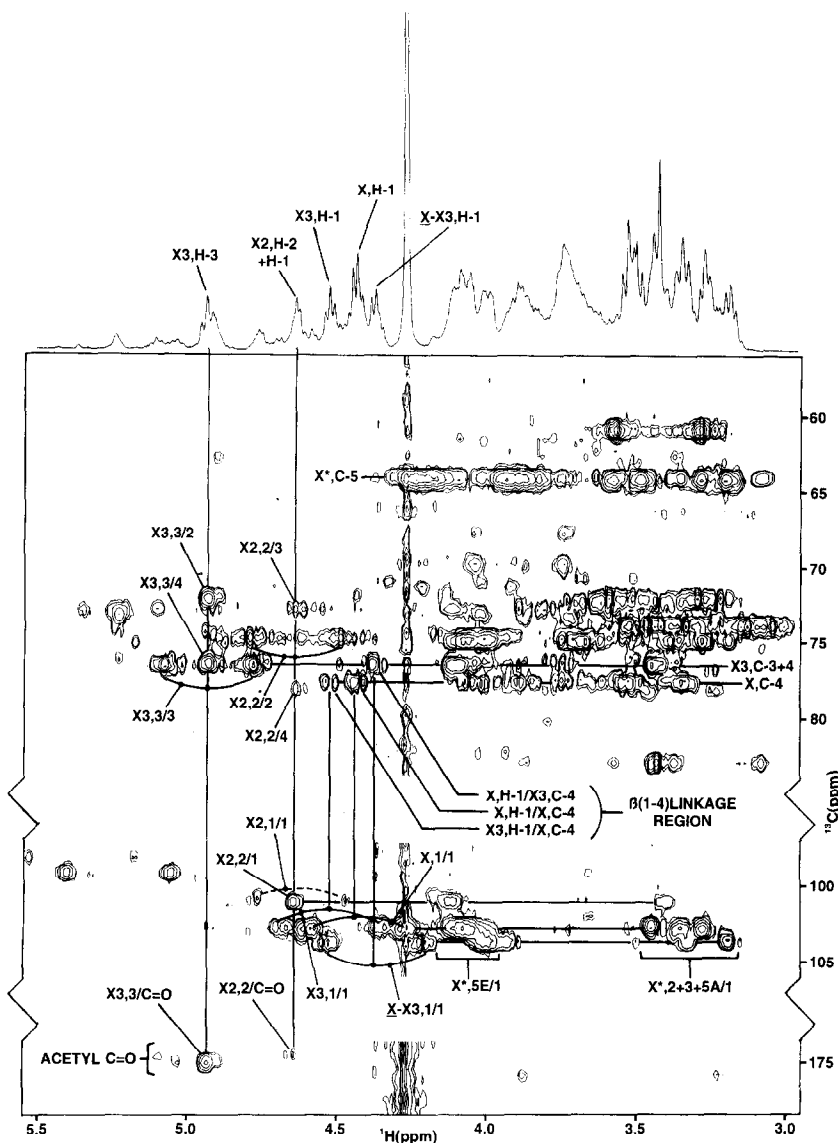 X,H-1
X3,H-1
X-X3,H-1
X2,H-2
+H-1
X3,H-3
60
X*,C-5
65
X3,3/2
X2,2/3
70
X3,3/4
75
X3,C-3+4
X3,3/3
X2,2/2
X,C-4
X2,2/4
80
X,H-1/X3,C-4
X,H-1/X,C-4
X3,H-1/X,C-4
ß(1-4)LINKAGE
REGION
13C(ppm)
X2,1/1
X2,2/1
X,1/1
100
105
X3,3/C=O
X2,2/C=O
X3,1/1
X-X3,1/1
X*,5E/1
X*,2+3+5A/1
ACETYL C=O
175
5.5 5.0 4.5 4.0 3.5 3.0
1H(ppm)